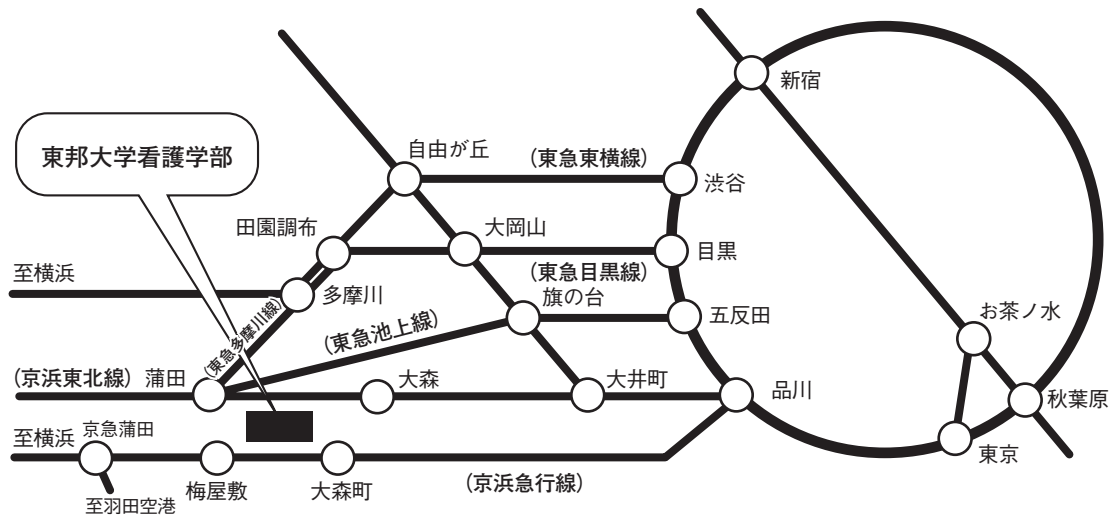 新宿
東邦大学看護学部
自由が丘
(東急東横線)
渋谷
田園調布
大岡山
目黒
至横浜
(東急目黒線)
多摩川
旗の台
五反田
(東急多摩川線)
(東急池上線)
お茶ノ水
(京浜東北線)
蒲田
大森
大井町
品川
秋葉原
至横浜
京急蒲田
東京
梅屋敷
大森町
(京浜急行線)
至羽田空港